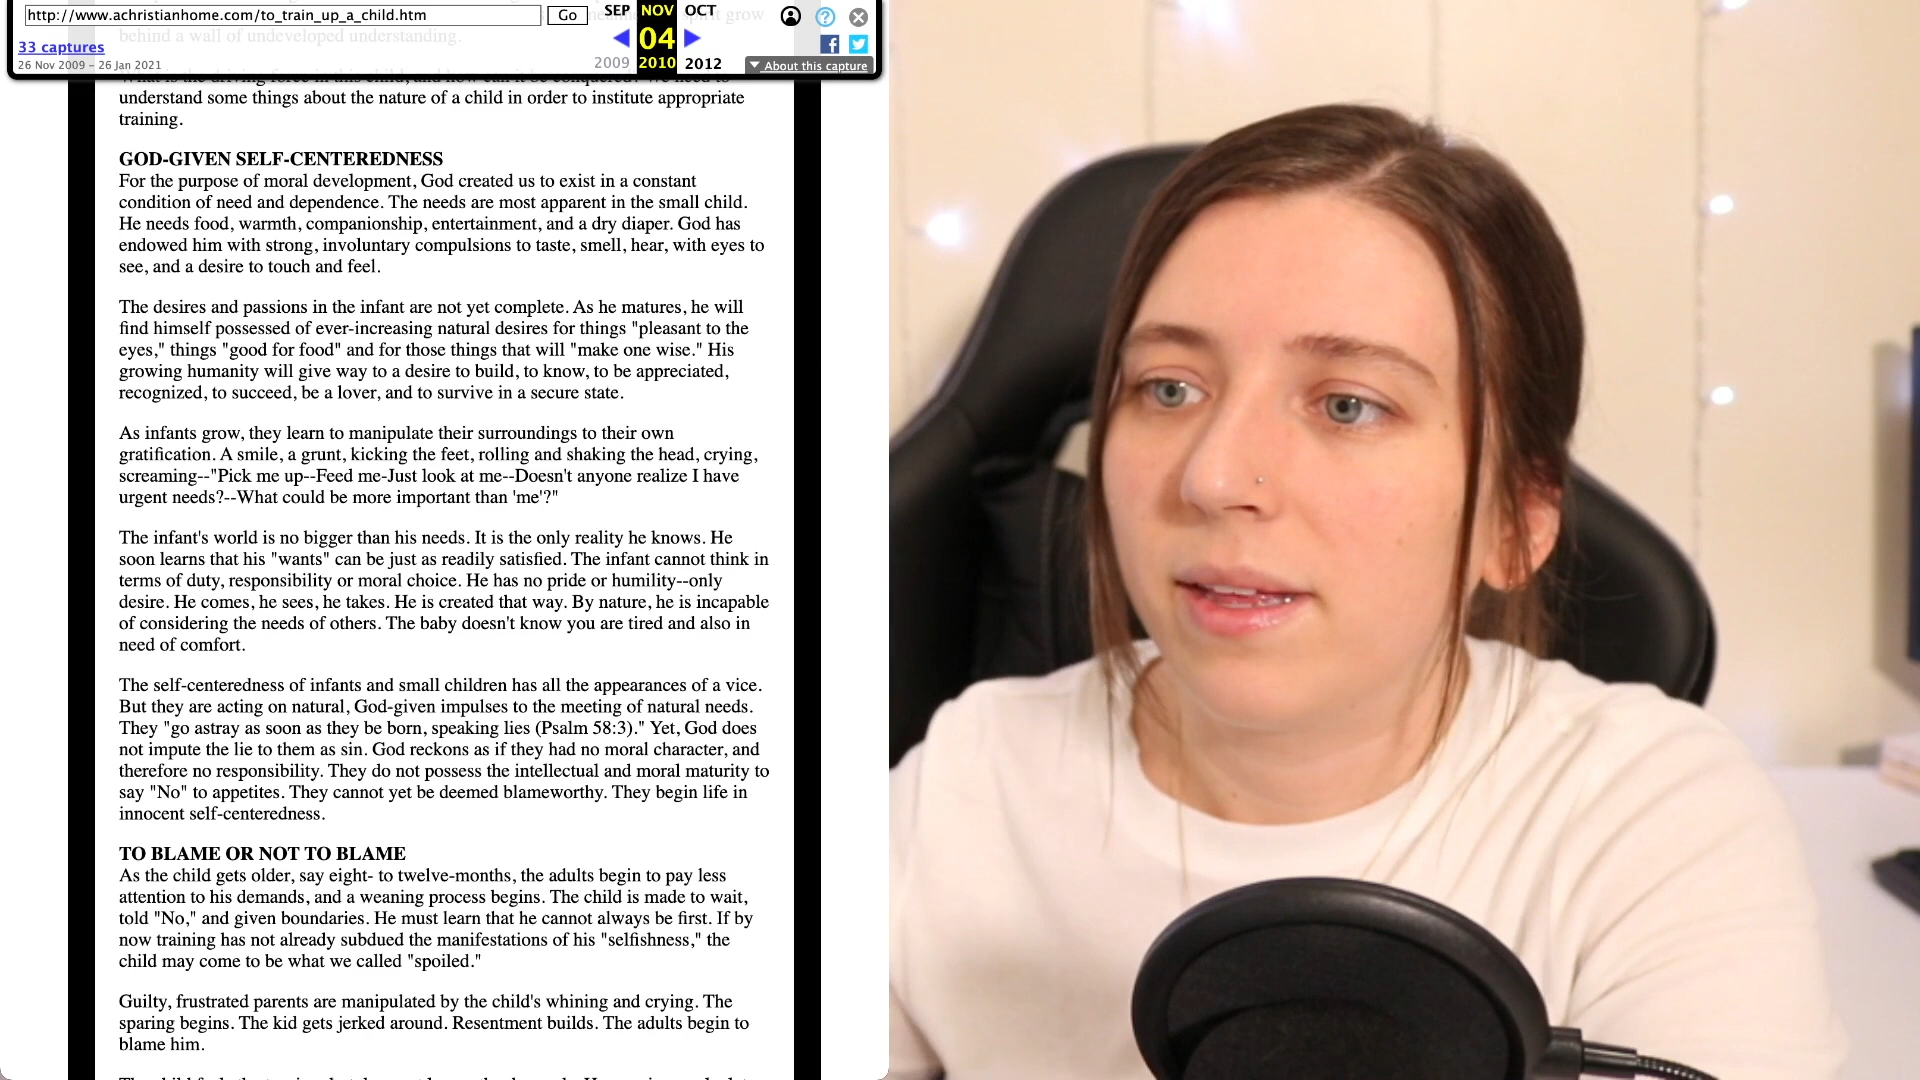 http://www.achristianhome.com/to_train_up_a_child.htm
Go
SEP NOV OCT
33 captures
04
26 Nov 2009 – 26 Jan 2021
2009 2010 2012
About this capture
spirit grow
behind a wall of undeveloped understanding.
understand some things about the nature of a child in order to institute appropriate
training.
GOD-GIVEN SELF-CENTEREDNESS
For the purpose of moral development, God created us to exist in a constant
condition of need and dependence. The needs are most apparent in the small child.
He needs food, warmth, companionship, entertainment, and a dry diaper. God has
endowed him with strong, involuntary compulsions to taste, smell, hear, with eyes to
see, and a desire to touch and feel.
The desires and passions in the infant are not yet complete. As he matures, he will
find himself possessed of ever-increasing natural desires for things "pleasant to the
eyes," things "good for food" and for those things that will "make one wise." His
growing humanity will give way to a desire to build, to know, to be appreciated,
recognized, to succeed, be a lover, and to survive in a secure state.
As infants grow, they learn to manipulate their surroundings to their own
gratification. A smile, a grunt, kicking the feet, rolling and shaking the head, crying,
screaming--"Pick me up--Feed me-Just look at me--Doesn't anyone realize I have
urgent needs?--What could be more important than 'me'?"
The infant's world is no bigger than his needs. It is the only reality he knows. He
soon learns that his "wants" can be just as readily satisfied. The infant cannot think in
terms of duty, responsibility or moral choice. He has no pride or humility--only
desire. He comes, he sees, he takes. He is created that way. By nature, he is incapable
of considering the needs of others. The baby doesn't know you are tired and also in
need of comfort.
The self-centeredness of infants and small children has all the appearances of a vice.
But they are acting on natural, God-given impulses to the meeting of natural needs.
They "go astray as soon as they be born, speaking lies (Psalm 58:3)." Yet, God does
not impute the lie to them as sin. God reckons as if they had no moral character, and
therefore no responsibility. They do not possess the intellectual and moral maturity to
say "No" to appetites. They cannot yet be deemed blameworthy. They begin life in
innocent self-centeredness.
TO BLAME OR NOT TO BLAME
As the child gets older, say eight- to twelve-months, the adults begin to pay less
attention to his demands, and a weaning process begins. The child is made to wait,
told "No," and given boundaries. He must learn that he cannot always be first. If by
now training has not already subdued the manifestations of his "selfishness," the
child may come to be what we called "spoiled."
Guilty, frustrated parents are manipulated by the child's whining and crying. The
sparing begins. The kid gets jerked around. Resentment builds. The adults begin to
blame him.